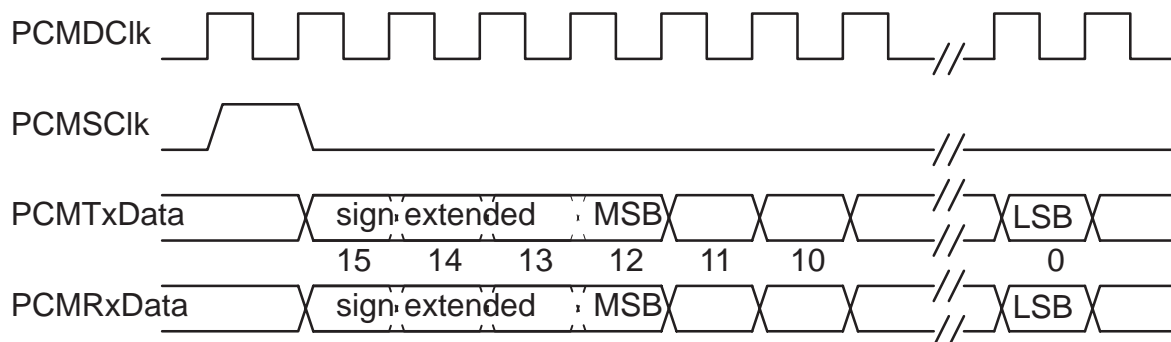 PCMDClk
PCMSClk
PCMTxData sign extended MSB LSB
15 14 13 12 11 10 0
PCMRxData sign extended MSB LSB